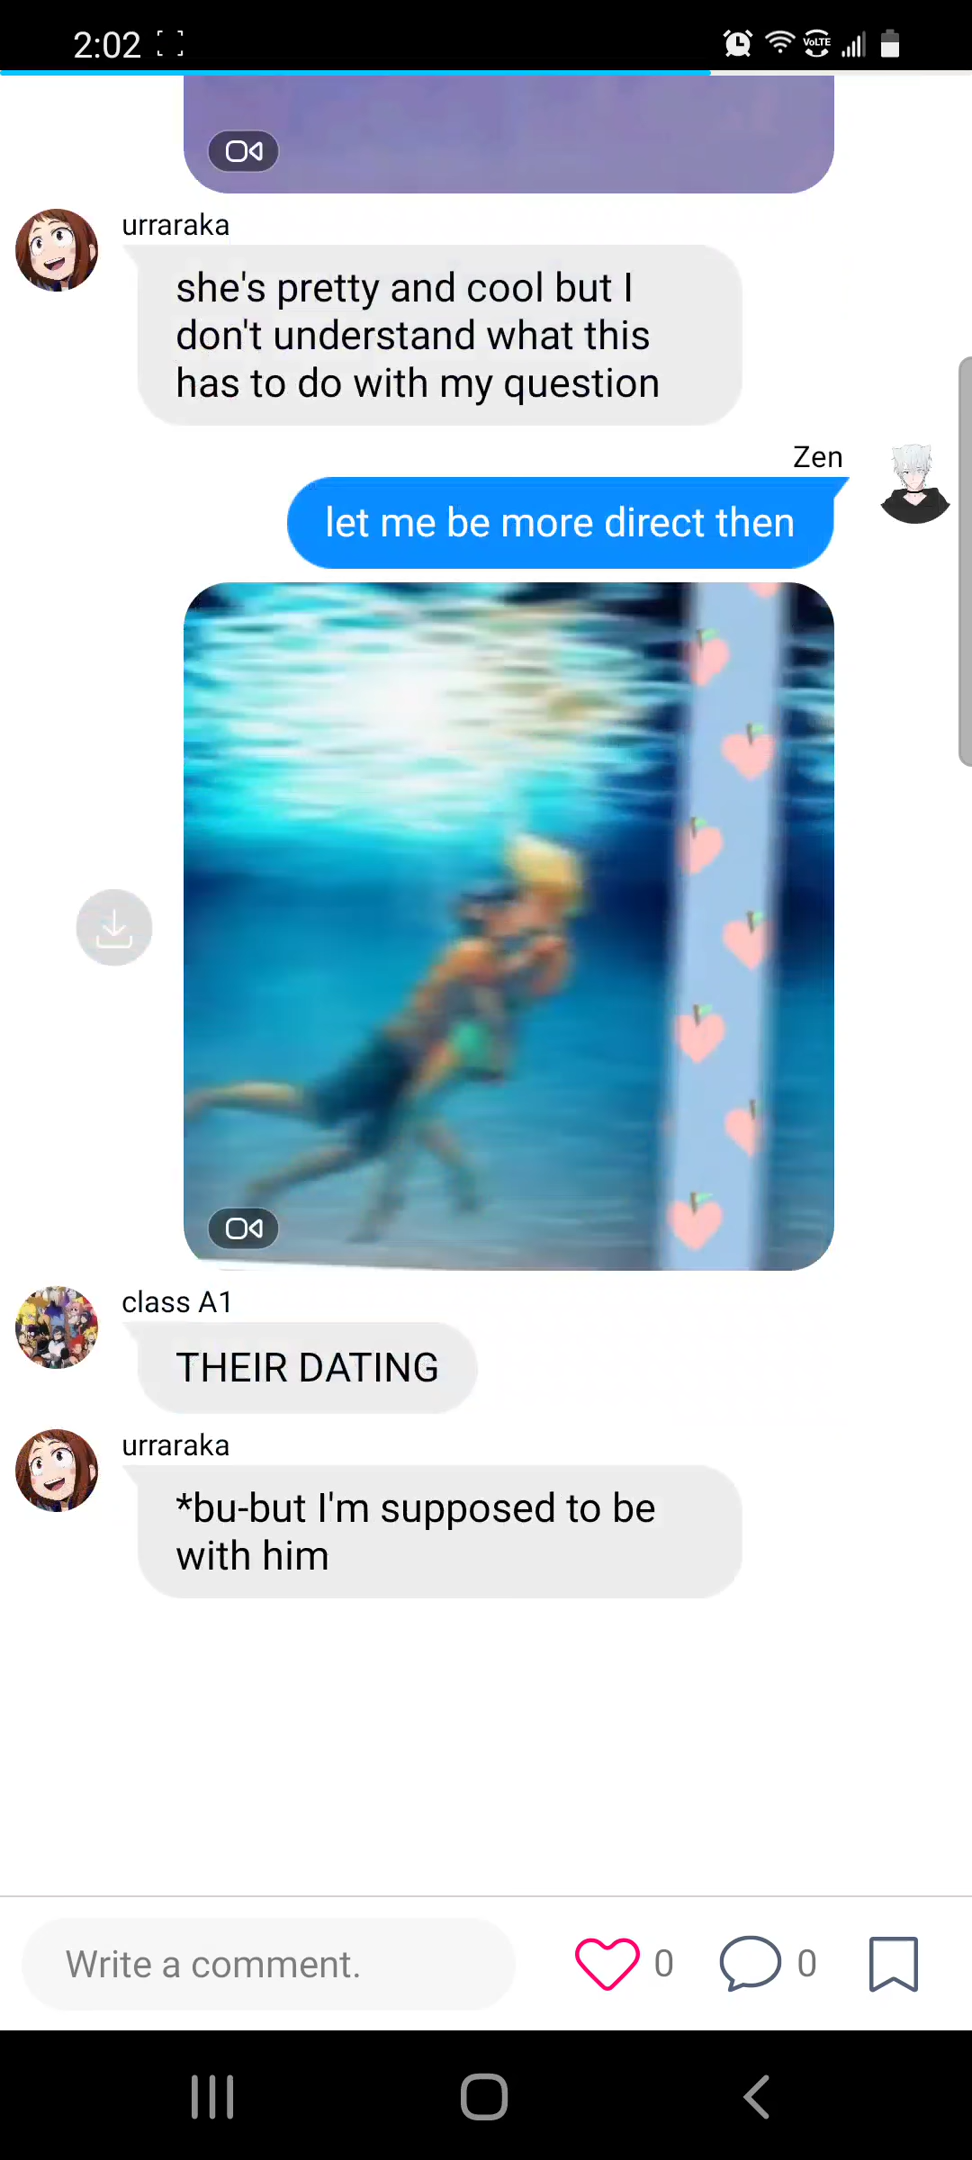 2:02
VoLTE
urraraka
she's pretty and cool but I
don't understand what this
has to do with my question
Zen
let me be more direct then
class A1
THEIR DATING
urraraka
*bu-but I'm supposed to be
with him
Write a comment.
0
0